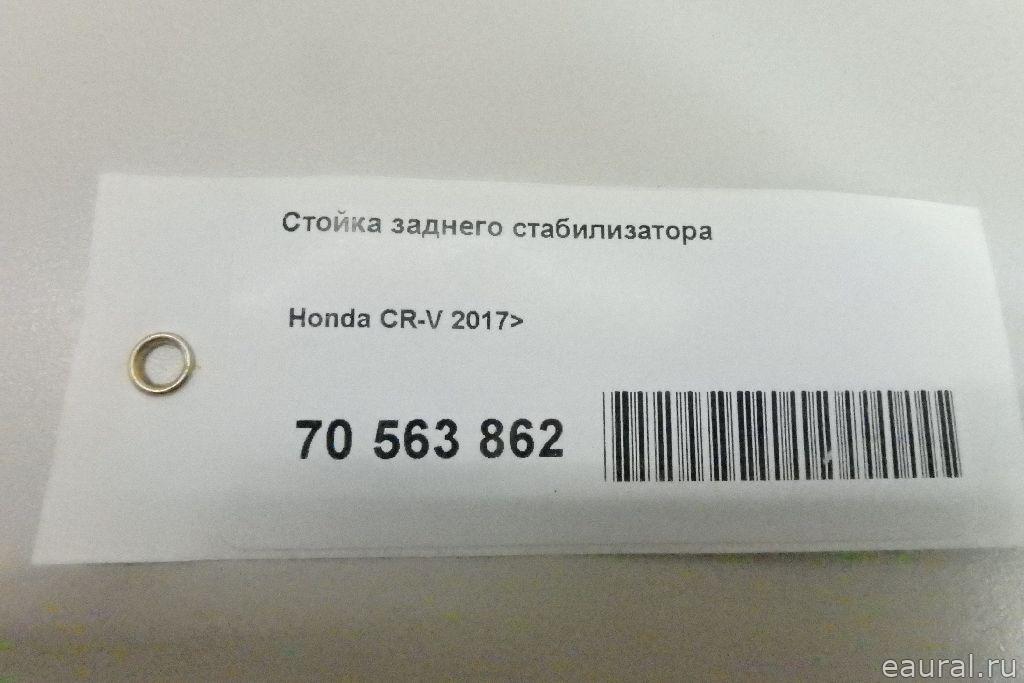 Стойка заднего стабилизатора
Honda CR-V 2017>
70 563 862
eaural.ru